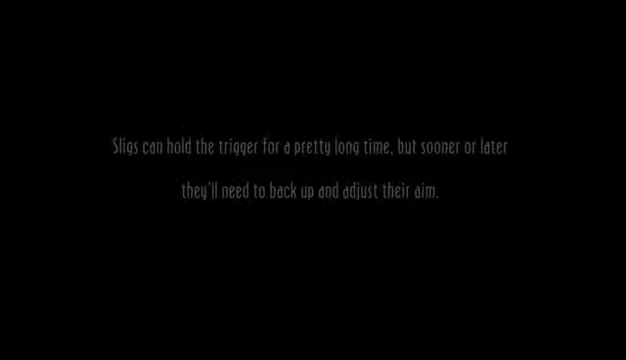 Sligs can hold the trigger for a pretty long time, but sooner or later
they'll need to back up and adjust their aim.